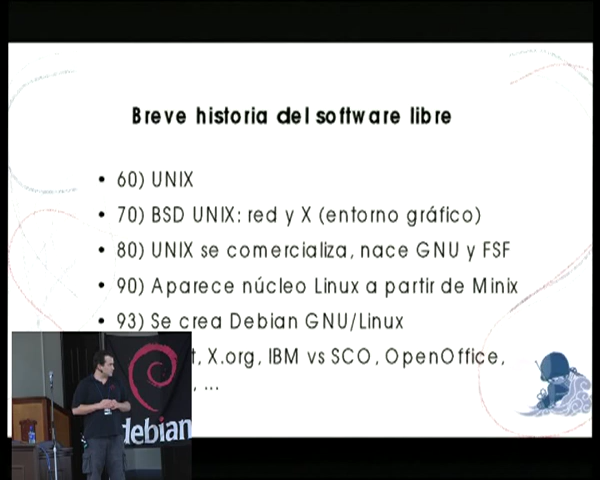 Breve historia del software libre
• 60) UNIX
• 70) BSD UNIX: red y X (entorno gráfico)
• 80) UNIX se comercializa, nace GNU y FSF
• 90) Aparece núcleo Linux a partir de Minix
• 93) Se crea Debian GNU/Linux
X.org, IBM vs SCO, OpenOffice,
, ...
debian